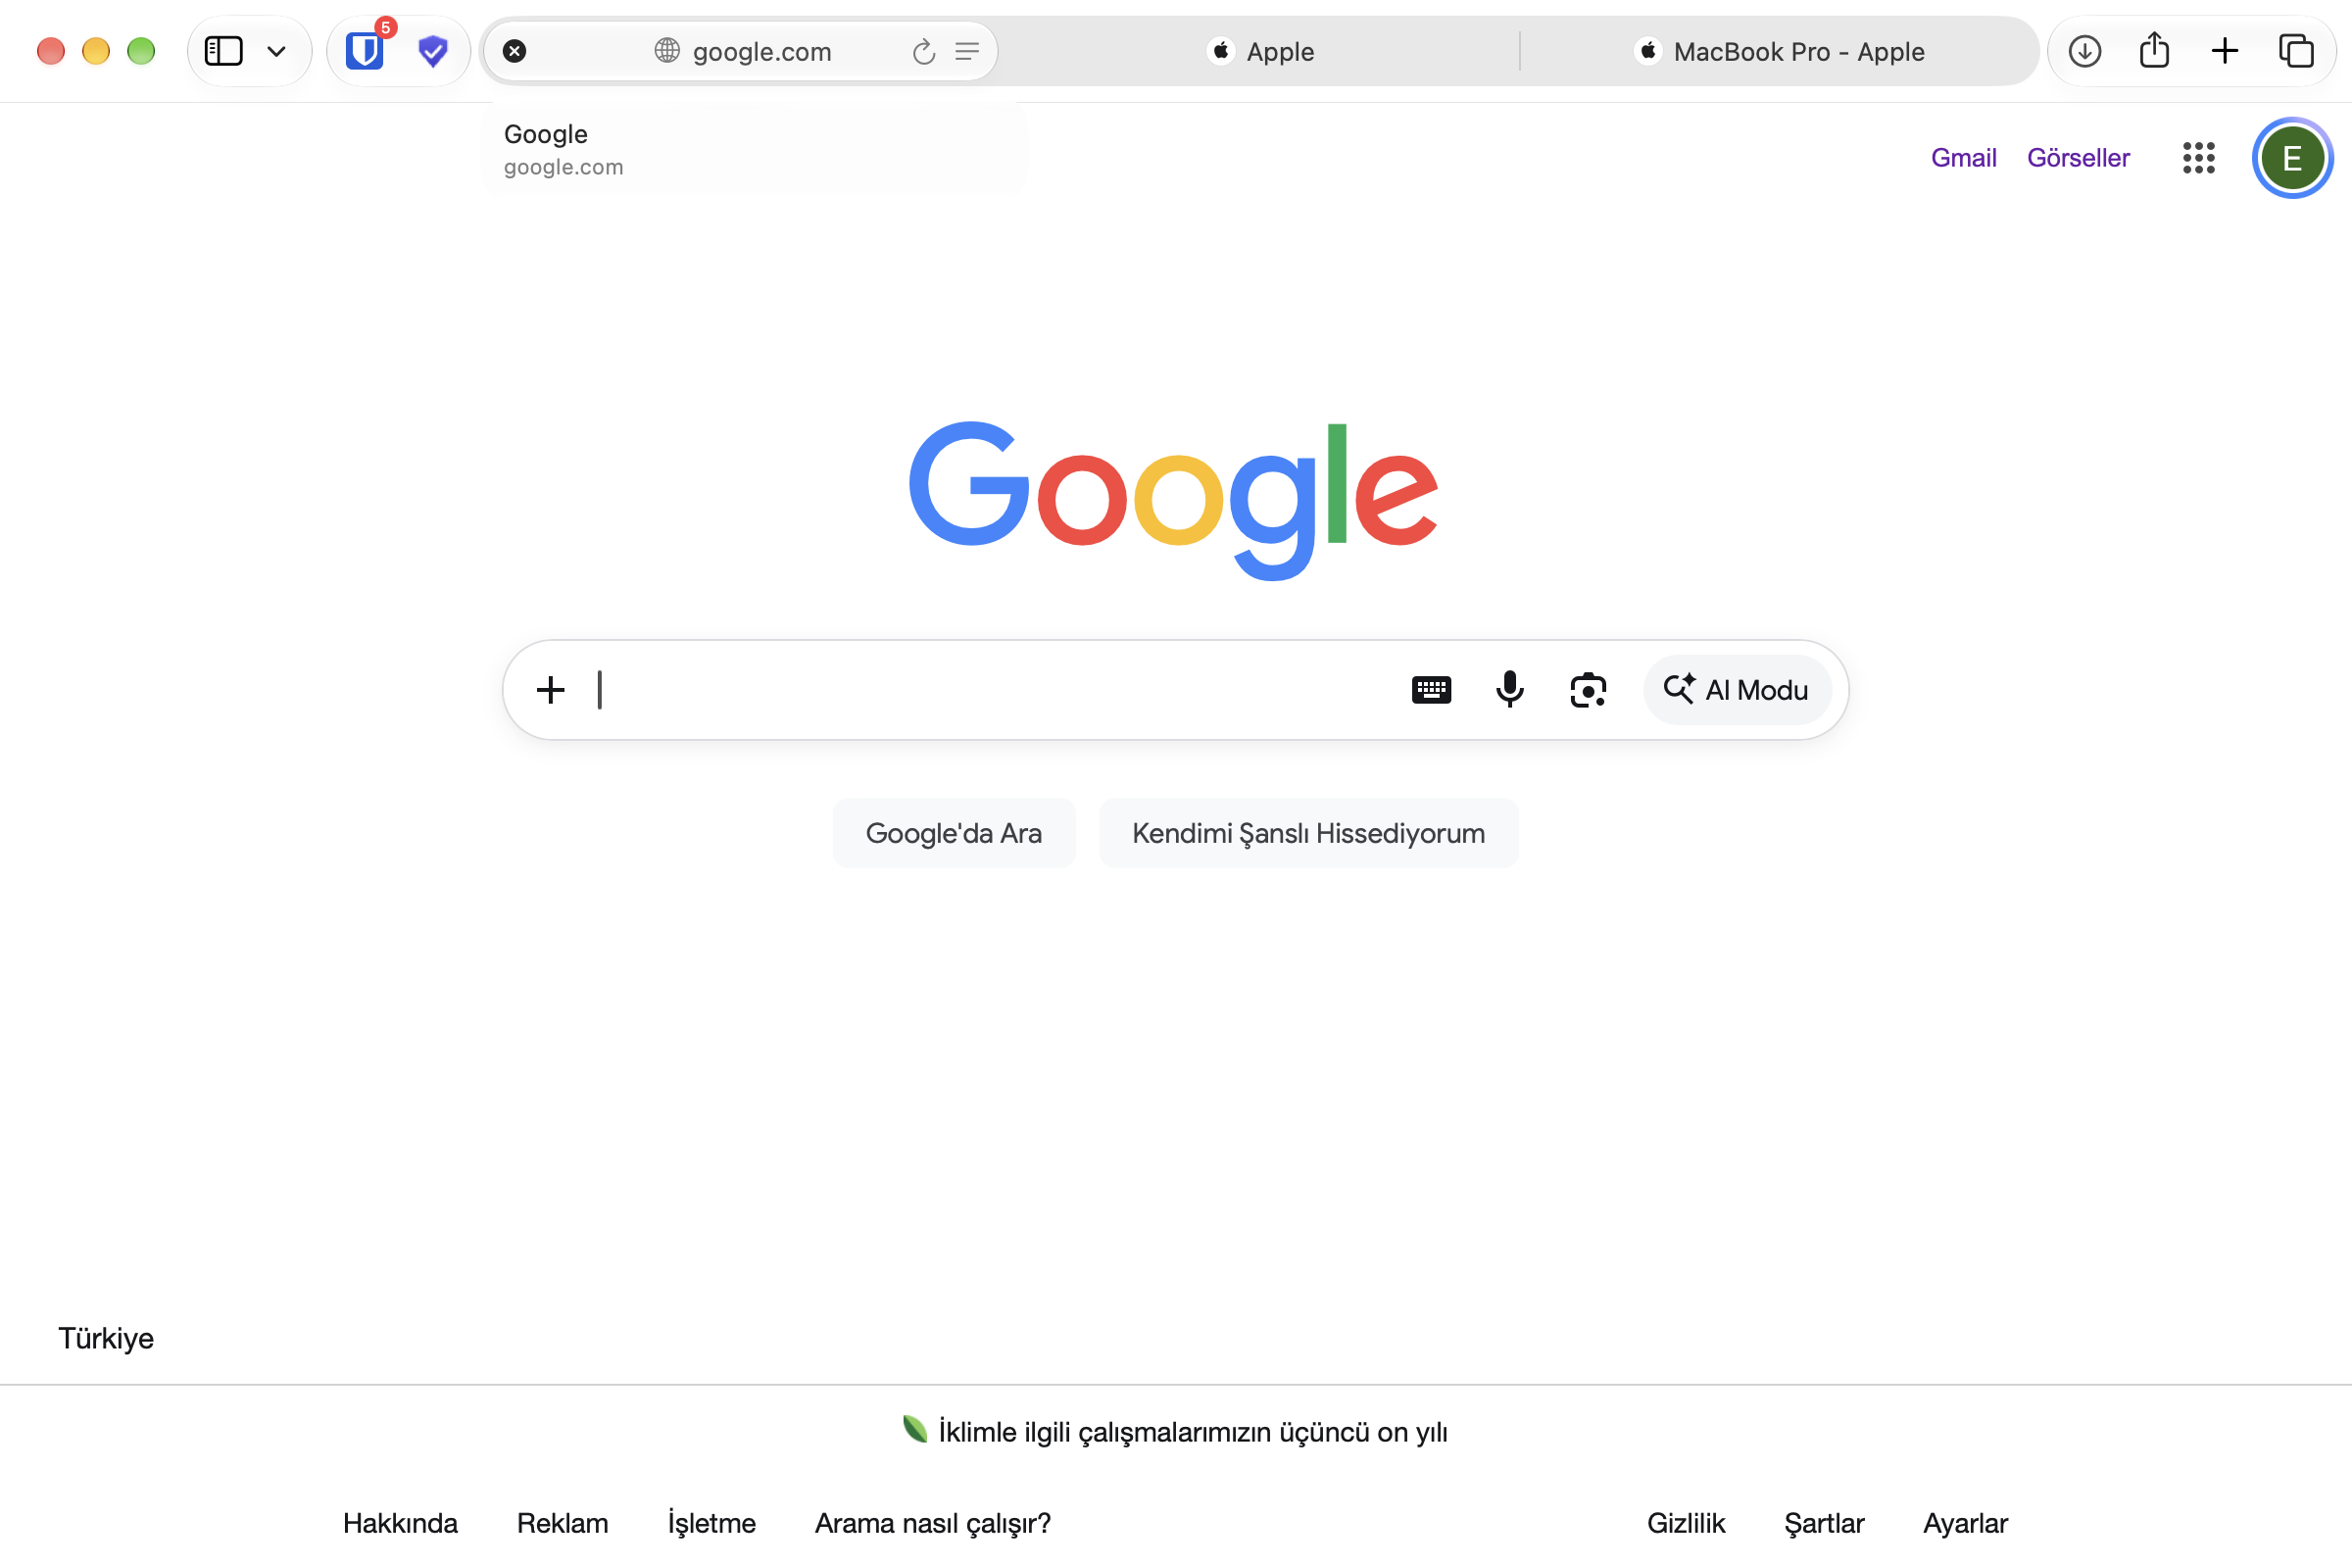 5
google.com
Apple
MacBook Pro - Apple
Google
google.com
Gmail
Görseller
E
Google
AI Modu
Google'da Ara
Kendimi Şanslı Hissediyorum
Türkiye
İklimle ilgili çalışmalarımızın üçüncü on yılı
Hakkında
Reklam
İşletme
Arama nasıl çalışır?
Gizlilik
Şartlar
Ayarlar